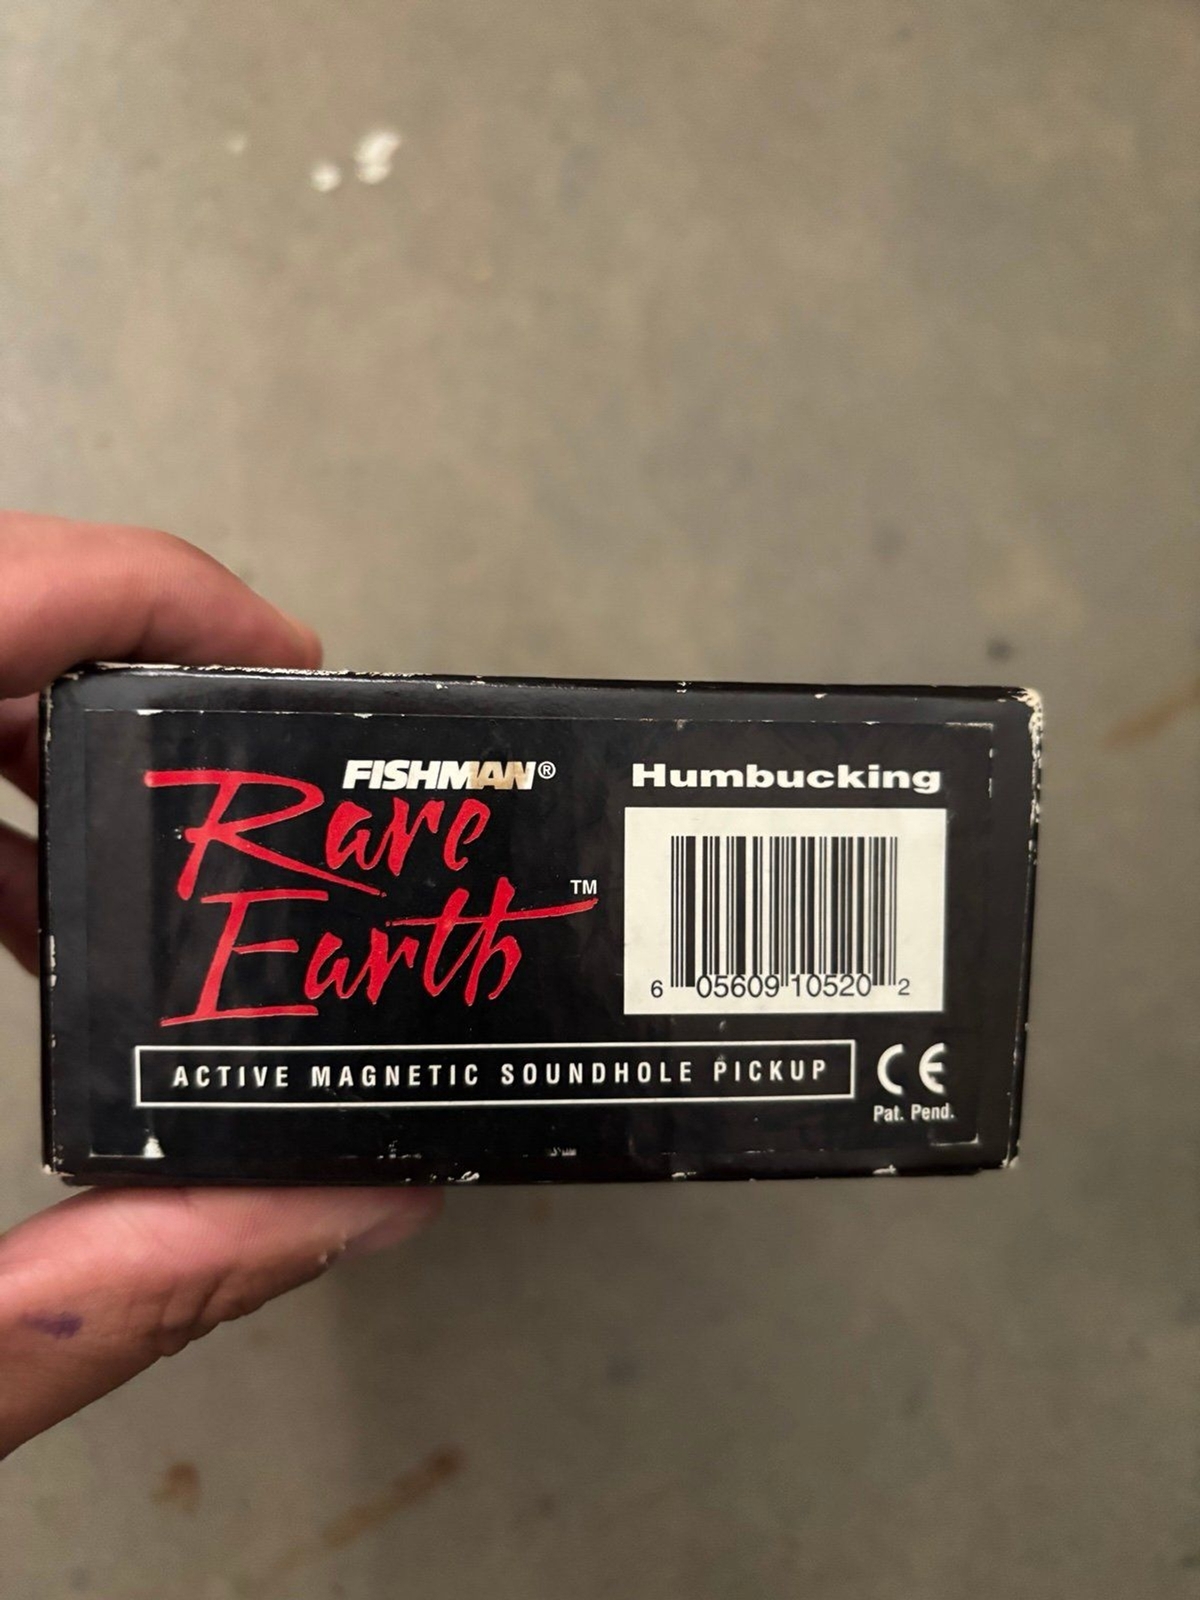 FISHMAN®
Rare
Earth™
Humbucking
6 05609 10520 2
ACTIVE MAGNETIC SOUNDHOLE PICKUP
CE
Pat. Pend.